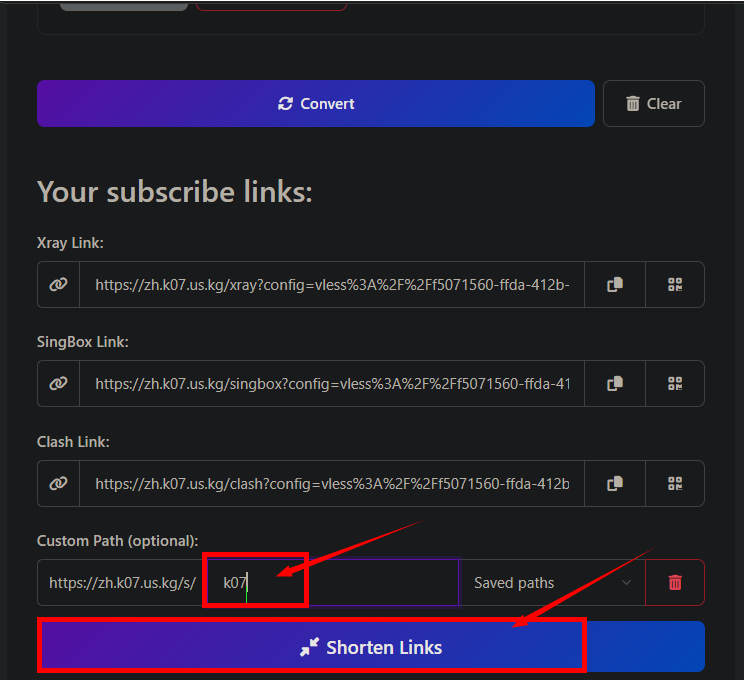 Convert
Clear
Your subscribe links:
Xray Link:
https://zh.k07.us.kg/xray?config=vless%3A%2F%2Ff5071560-ffda-412b-
SingBox Link:
https://zh.k07.us.kg/singbox?config=vless%3A%2F%2Ff5071560-ffda-41
Clash Link:
https://zh.k07.us.kg/clash?config=vless%3A%2F%2Ff5071560-ffda-412b
Custom Path (optional):
https://zh.k07.us.kg/s/ k07 Saved paths
Shorten Links